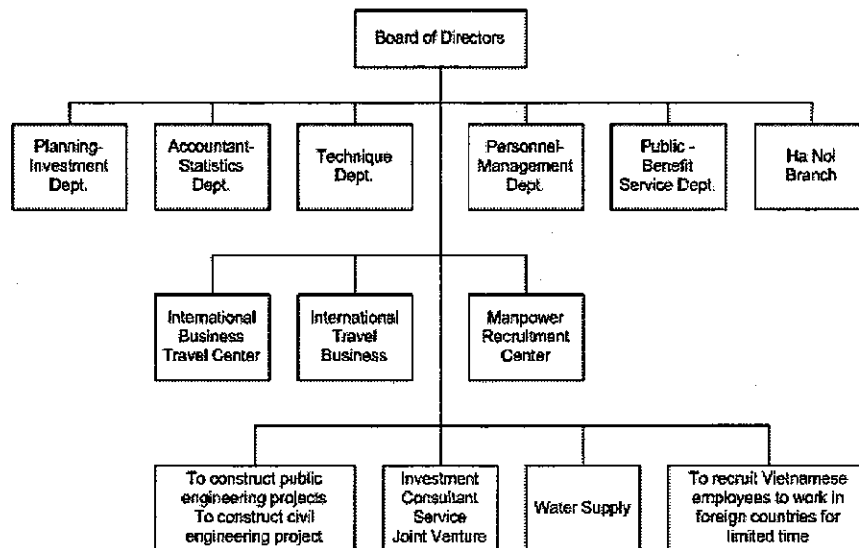 Board of Directors
Planning-
Investment
Dept.
Accountant-
Statistics
Dept.
Technique
Dept.
Personnel-
Management
Dept.
Public -
Benefit
Service Dept.
Ha Noi
Branch
International
Business
Travel Center
International
Travel
Business
Manpower
Recruitment
Center
To construct public
engineering projects
To construct civil
engineering project
Investment
Consultant
Service
Joint Venture
Water Supply
To recruit Vietnamese
employees to work in
foreign countries for
limited time